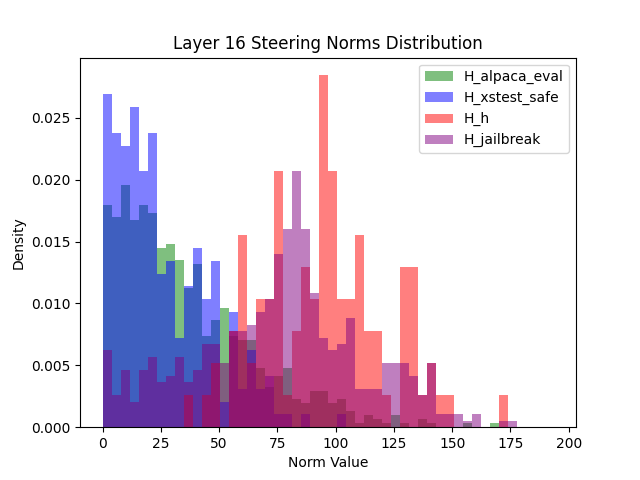 Layer 16 Steering Norms Distribution
H_alpaca_eval
H_xstest_safe
H_h
H_jailbreak
Density
0.025
0.020
0.015
0.010
0.005
0.000
0 25 50 75 100 125 150 175 200
Norm Value